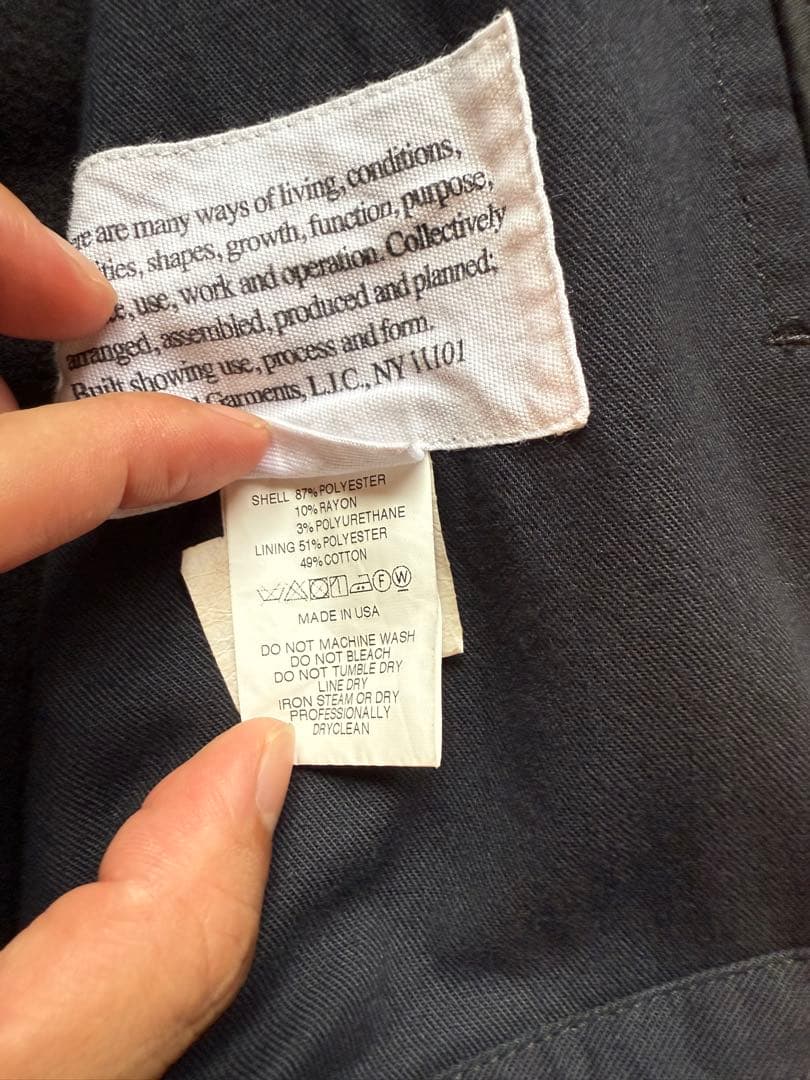 are many ways of living, conditions,
shapes, growth, function, purpose,
use, work and operation. Collectively
arranged, assembled, produced and planned;
Built showing use, process and form.
Garments, L.I.C., NY 11101
SHELL 87% POLYESTER
10% RAYON
3% POLYURETHANE
LINING 51% POLYESTER
49% COTTON
F W
MADE IN USA
DO NOT MACHINE WASH
DO NOT BLEACH
DO NOT TUMBLE DRY
LINE DRY
IRON STEAM OR DRY
PROFESSIONALLY
DRYCLEAN